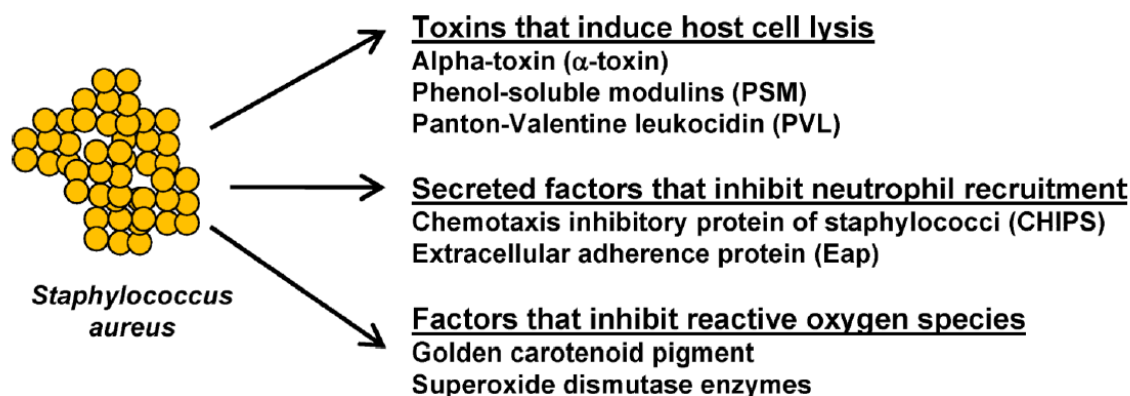 Toxins that induce host cell lysis
Alpha-toxin (α-toxin)
Phenol-soluble modulins (PSM)
Panton-Valentine leukocidin (PVL)
Secreted factors that inhibit neutrophil recruitment
Chemotaxis inhibitory protein of staphylococci (CHIPS)
Extracellular adherence protein (Eap)
Staphylococcus
aureus
Factors that inhibit reactive oxygen species
Golden carotenoid pigment
Superoxide dismutase enzymes